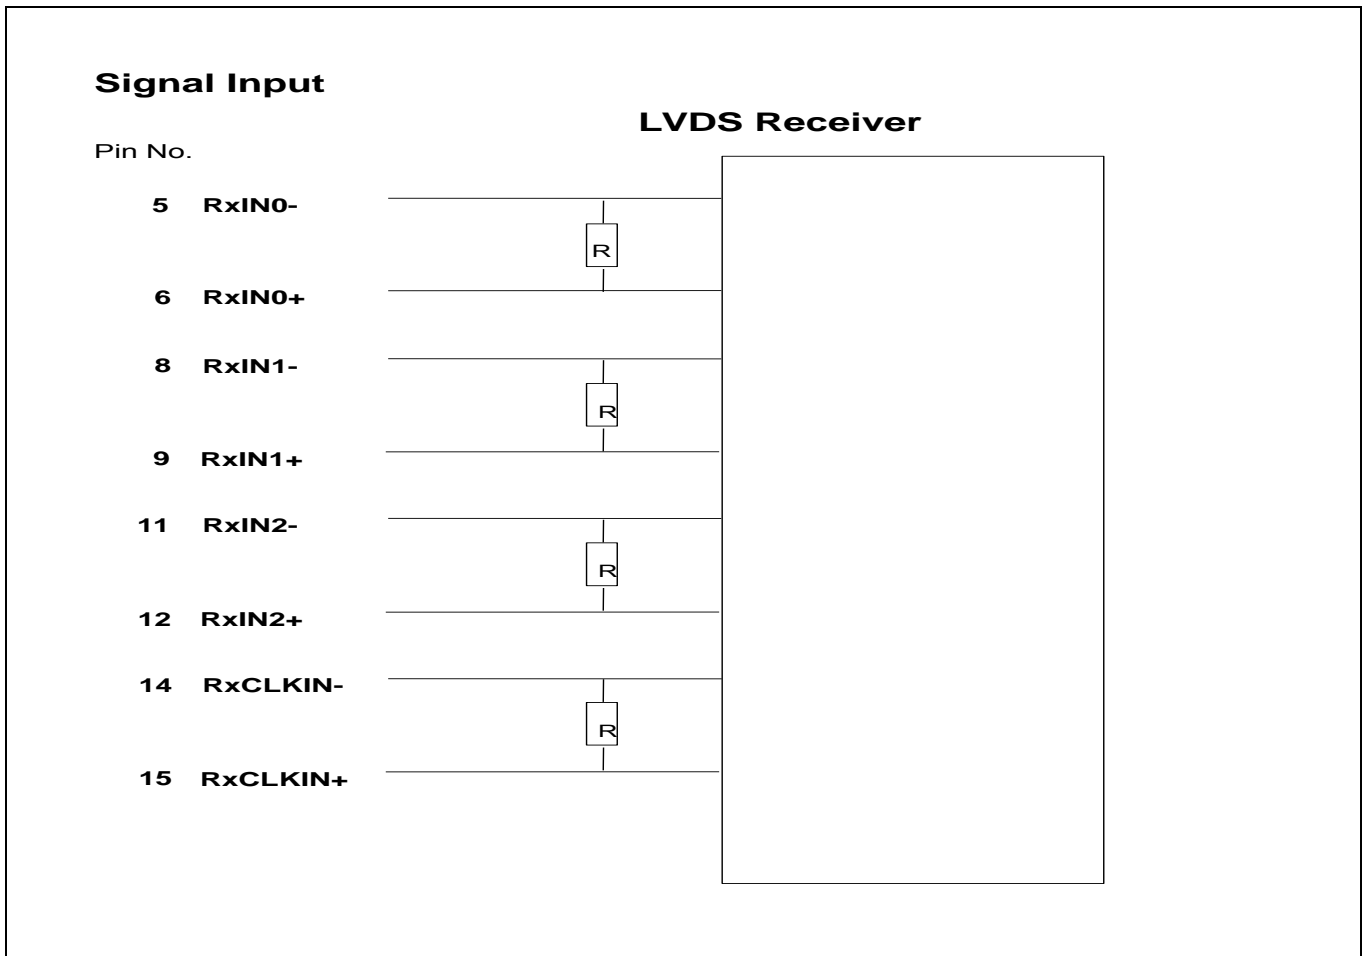 Signal Input
LVDS Receiver
Pin No.
5 RxIN0-
R
6 RxIN0+
8 RxIN1-
R
9 RxIN1+
11 RxIN2-
R
12 RxIN2+
14 RxCLKIN-
R
15 RxCLKIN+